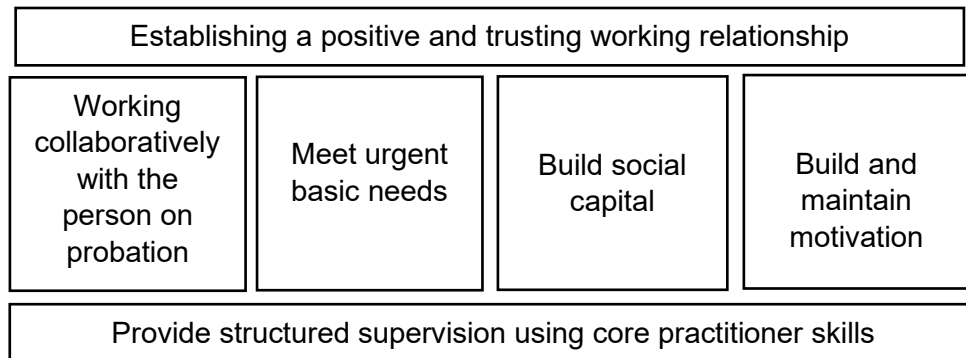 Establishing a positive and trusting working relationship
Working
collaboratively
with the
person on
probation
Meet urgent
basic needs
Build social
capital
Build and
maintain
motivation
Provide structured supervision using core practitioner skills